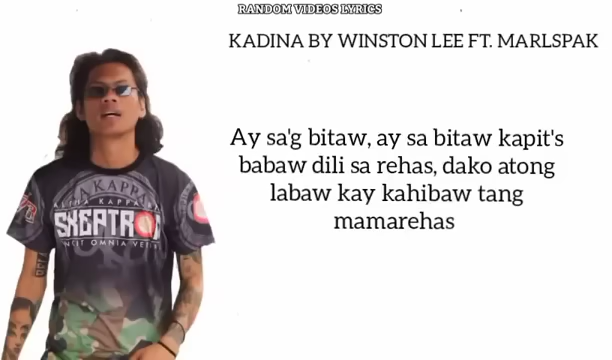 RANDOM VIDEOS LYRICS
KADINA BY WINSTON LEE FT. MARLSPAK
Ay sa'g bitaw, ay sa bitaw kapit's
babaw dili sa rehas, dako atong
labaw kay kahibaw tang
mamarehas
SKEPTRON